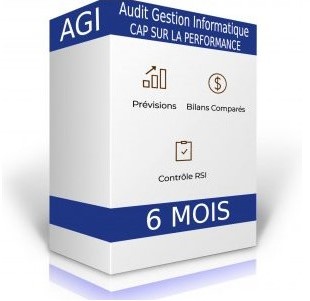 AGI
Audit Gestion Informatique
CAP SUR LA PERFORMANCE
Prévisions
Bilans Comparés
Contrôle RSI
6 MOIS